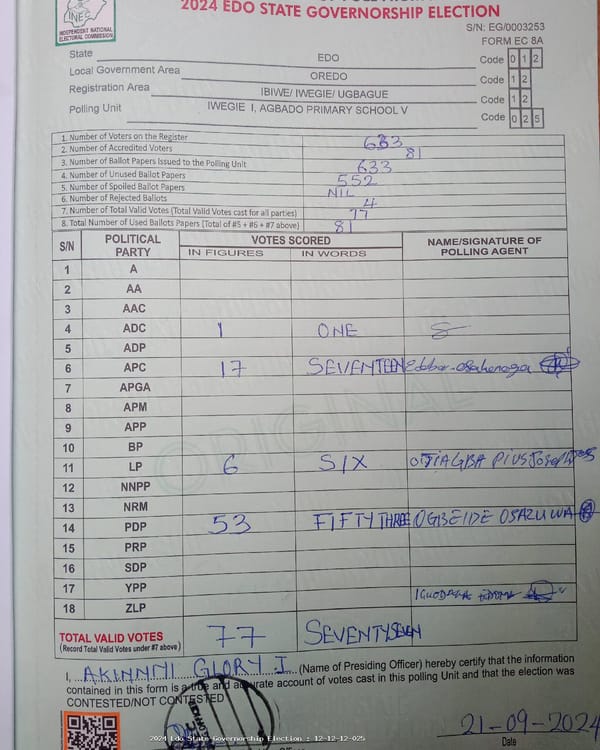 2024 EDO STATE GOVERNORSHIP ELECTION
INEC
INDEPENDENT NATIONAL ELECTORAL COMMISSION
S/N: EG/0003253
FORM EC 8A
State EDO Code 0 1 2
Local Government Area OREDO Code 1 2
Registration Area IBIWE/ IWEGIE/ UGBAGUE Code 1 2
Polling Unit IWEGIE I, AGBADO PRIMARY SCHOOL V Code 0 2 5
1. Number of Voters on the Register 633
2. Number of Accredited Voters 81
3. Number of Ballot Papers Issued to the Polling Unit 633
4. Number of Unused Ballot Papers 552
5. Number of Spoiled Ballot Papers NIL
6. Number of Rejected Ballots 4
7. Number of Total Valid Votes (Total Valid Votes cast for all parties) 77
8. Total Number of Used Ballots Papers (Total of #5 + #6 + #7 above) 81
S/N POLITICAL PARTY VOTES SCORED NAME/SIGNATURE OF POLLING AGENT
IN FIGURES IN WORDS
1 A
2 AA
3 AAC
4 ADC 1 ONE
5 ADP
6 APC 17 SEVENTEEN
7 APGA
8 APM
9 APP
10 BP
11 LP 6 SIX PIUS JOSEPH
12 NNPP
13 NRM
14 PDP 53 FIFTY THREE OGBEIDE OSAZUWA
15 PRP
16 SDP
17 YPP
18 ZLP
ORIGINAL
TOTAL VALID VOTES 77 SEVENTY SEVEN
(Record Total Valid Votes under #7 above)
I, AKINNIYI GLORY I. (Name of Presiding Officer) hereby certify that the information
contained in this form is a true and accurate account of votes cast in this polling Unit and that the election was
CONTESTED/NOT CONTESTED
21-09-2024
Date
2024 Edo State Governorship Election : 12-12-12-025